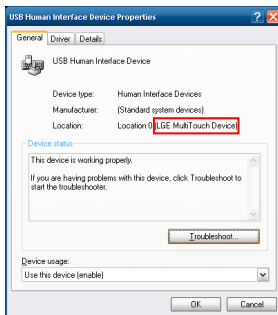 USB Human Interface Device Properties
General Driver Details
USB Human Interface Device
Device type: Human Interface Devices
Manufacturer: (Standard system devices)
Location: Location 0 (LGE MultiTouch Device)
Device status
This device is working properly.
If you are having problems with this device, click Troubleshoot to
start the troubleshooter.
Troubleshoot...
Device usage:
Use this device (enable)
OK Cancel